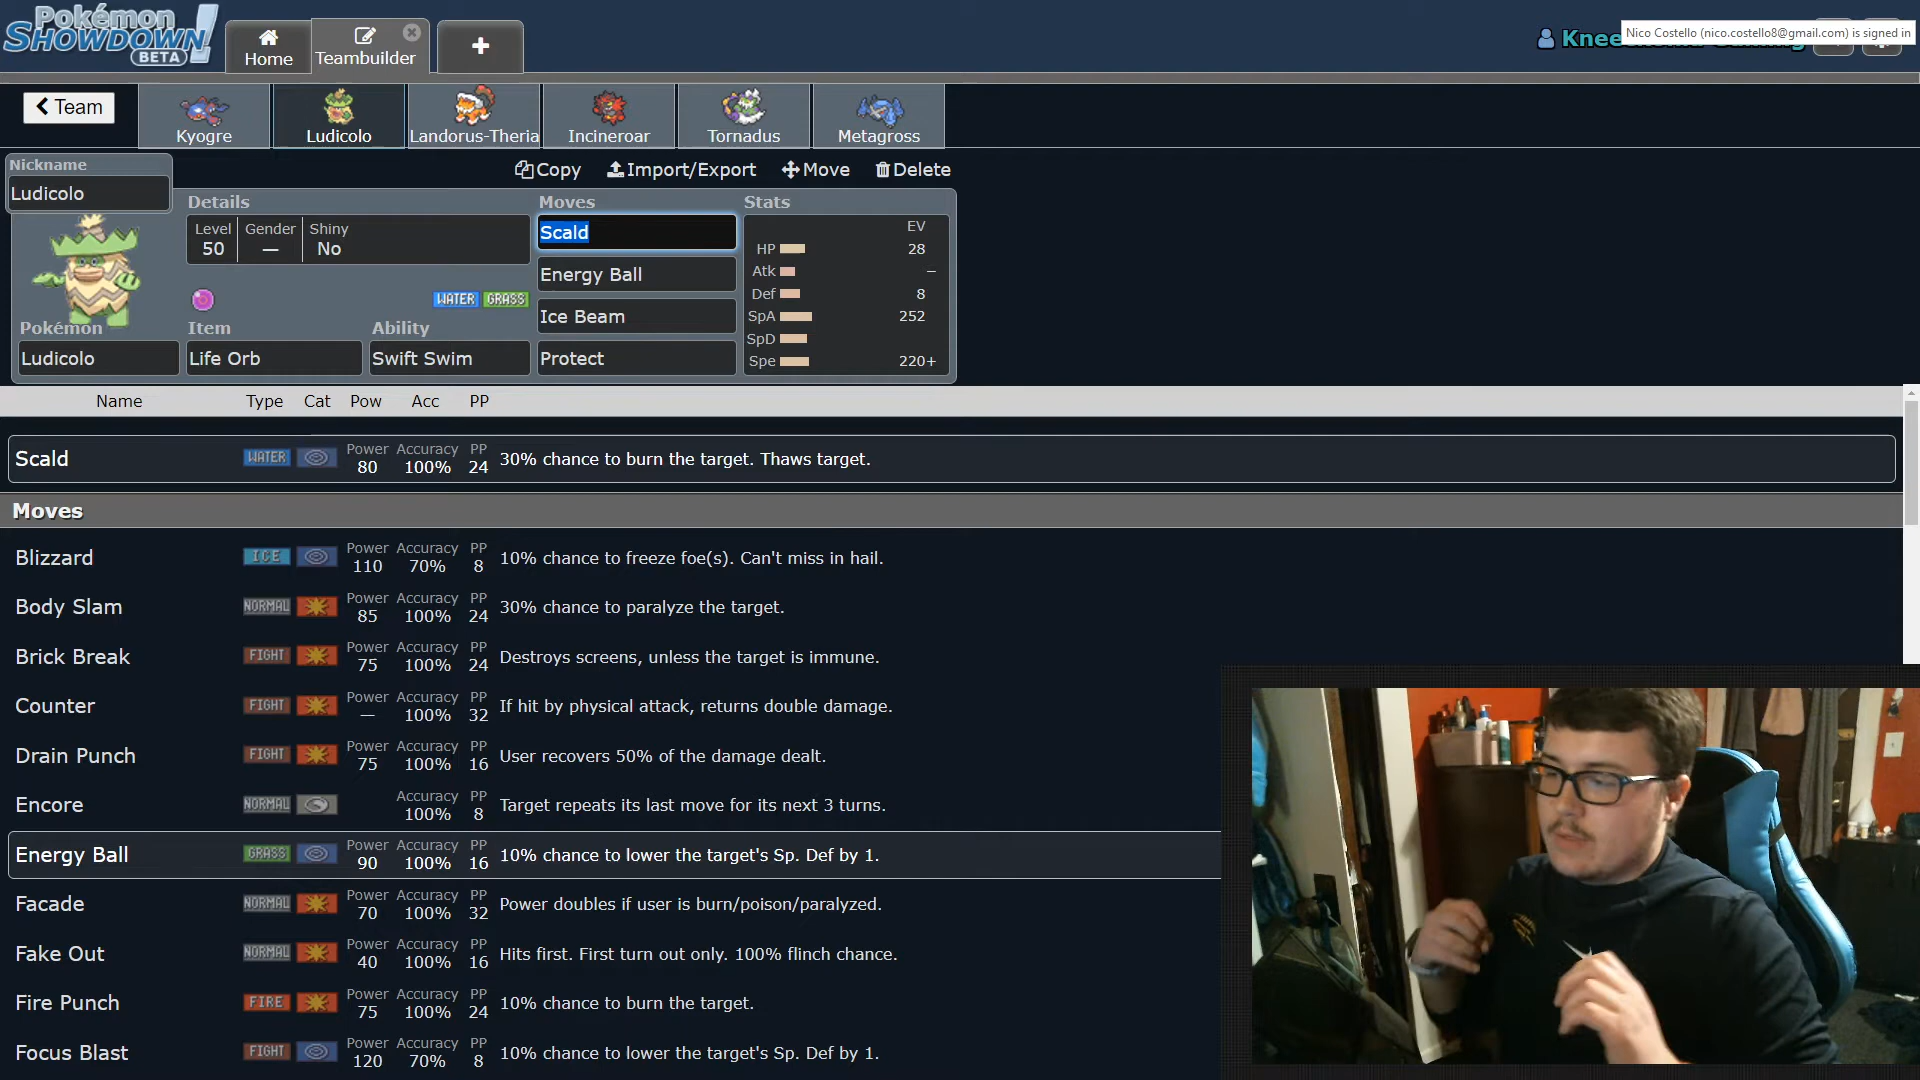 Pokémon
SHOWDOWN!
BETA
Home
Teambuilder
+
Nico Costello (nico.costello8@gmail.com) is signed in
Team
Kyogre
Ludicolo
Landorus-Theria
Incineroar
Tornadus
Metagross
Copy
Import/Export
Move
Delete
Nickname
Ludicolo
Details
Level Gender Shiny
50 — No
WATER GRASS
Pokémon
Ludicolo
Item
Life Orb
Ability
Swift Swim
Moves
Scald
Energy Ball
Ice Beam
Protect
Stats
EV
HP 28
Atk –
Def 8
SpA 252
SpD
Spe 220+
Name Type Cat Pow Acc PP
Scald WATER Power 80 Accuracy 100% PP 24 30% chance to burn the target. Thaws target.
Moves
Blizzard ICE Power 110 Accuracy 70% PP 8 10% chance to freeze foe(s). Can't miss in hail.
Body Slam NORMAL Power 85 Accuracy 100% PP 24 30% chance to paralyze the target.
Brick Break FIGHT Power 75 Accuracy 100% PP 24 Destroys screens, unless the target is immune.
Counter FIGHT Power — Accuracy 100% PP 32 If hit by physical attack, returns double damage.
Drain Punch FIGHT Power 75 Accuracy 100% PP 16 User recovers 50% of the damage dealt.
Encore NORMAL Accuracy 100% PP 8 Target repeats its last move for its next 3 turns.
Energy Ball GRASS Power 90 Accuracy 100% PP 16 10% chance to lower the target's Sp. Def by 1.
Facade NORMAL Power 70 Accuracy 100% PP 32 Power doubles if user is burn/poison/paralyzed.
Fake Out NORMAL Power 40 Accuracy 100% PP 16 Hits first. First turn out only. 100% flinch chance.
Fire Punch FIRE Power 75 Accuracy 100% PP 24 10% chance to burn the target.
Focus Blast FIGHT Power 120 Accuracy 70% PP 8 10% chance to lower the target's Sp. Def by 1.